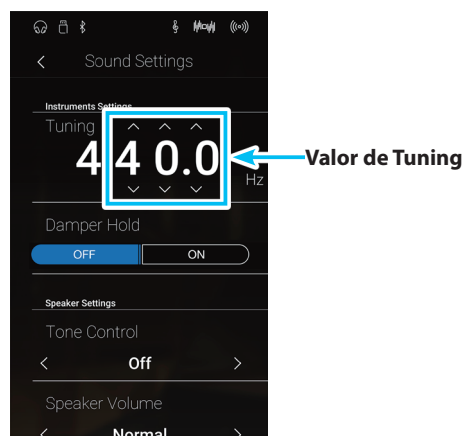 Sound Settings
Instruments Settings
Tuning
440.0
Hz
Valor de Tuning
Damper Hold
OFF ON
Speaker Settings
Tone Control
Off
Speaker Volume
Normal